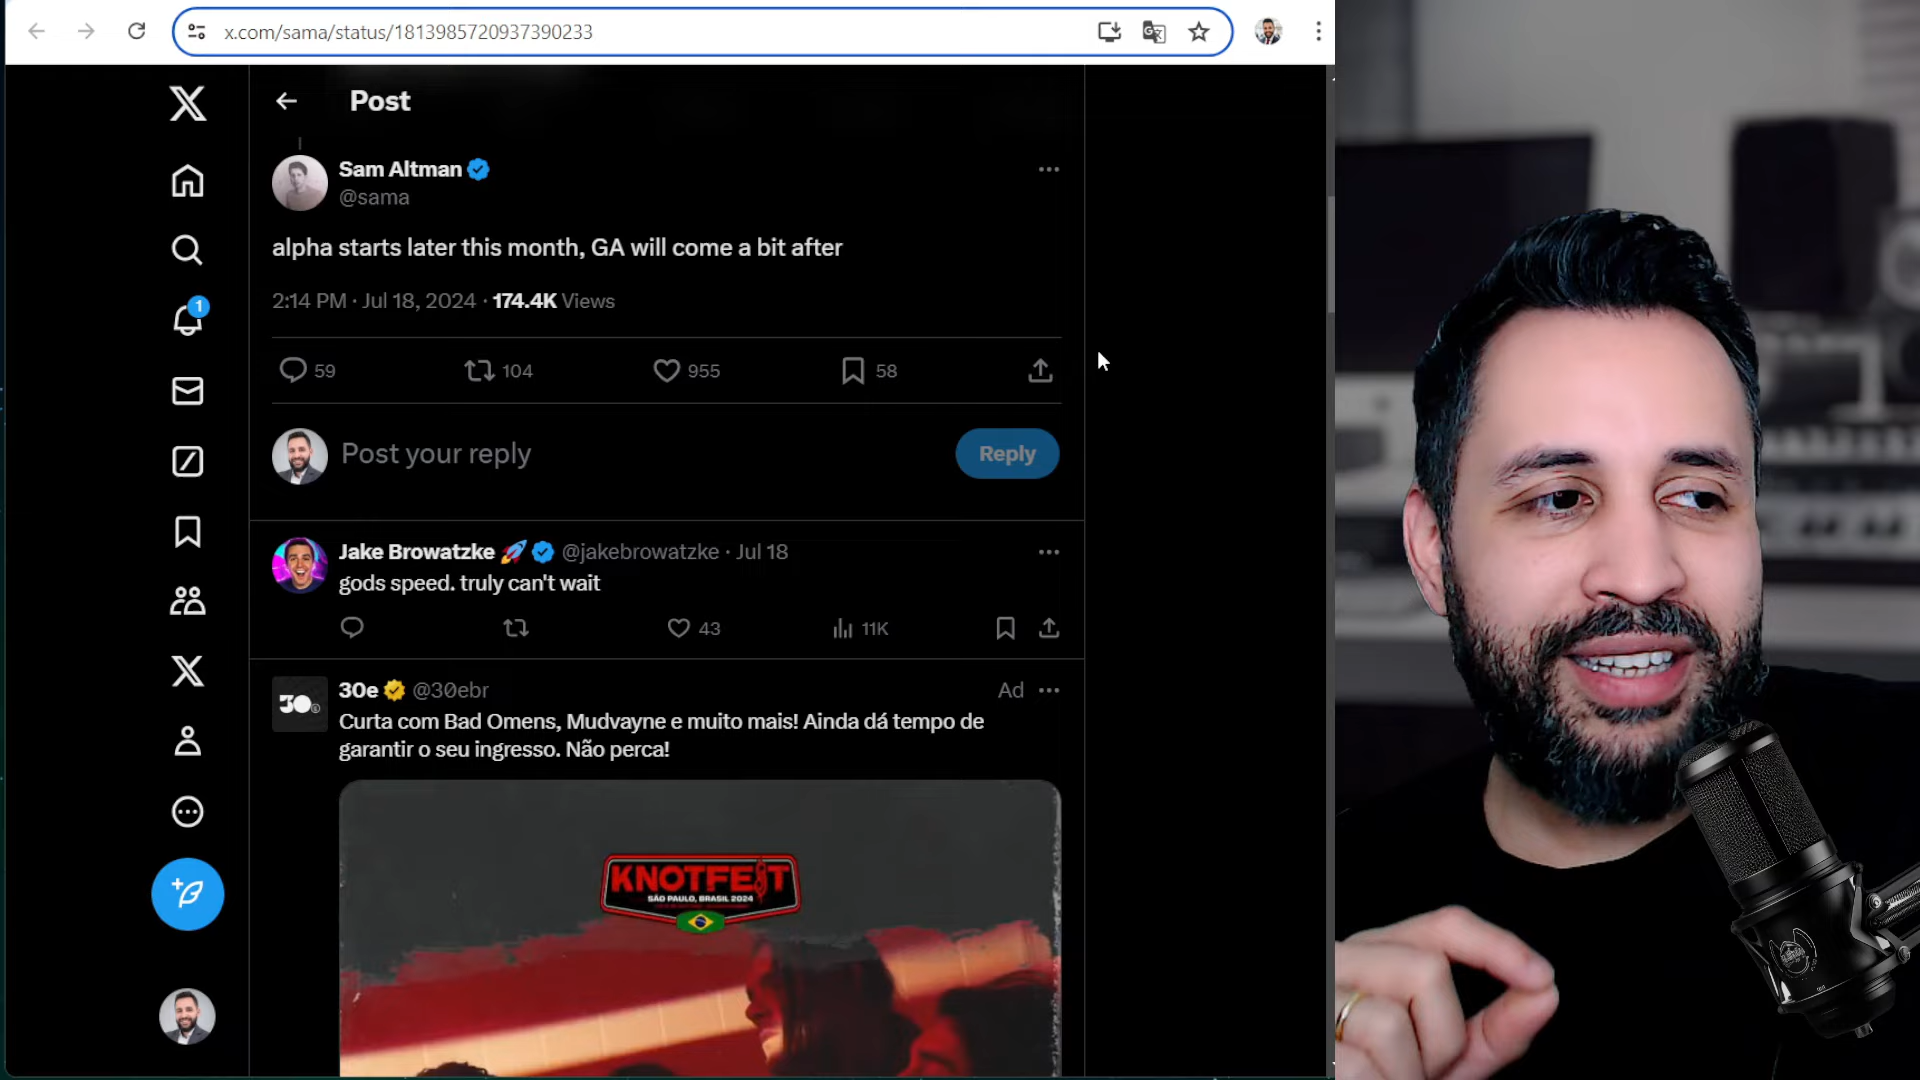 x.com/sama/status/1813985720937390233
Post
Sam Altman
@sama
alpha starts later this month, GA will come a bit after
2:14 PM · Jul 18, 2024 · 174.4K Views
59 104 955 58
Post your reply
Reply
1
Jake Browatzke 🚀 @jakebrowatzke · Jul 18
gods speed. truly can't wait
43 11K
30e
30e @30ebr Ad
Curta com Bad Omens, Mudvayne e muito mais! Ainda dá tempo de
garantir o seu ingresso. Não perca!
KNOTFEST
SÃO PAULO, BRASIL 2024